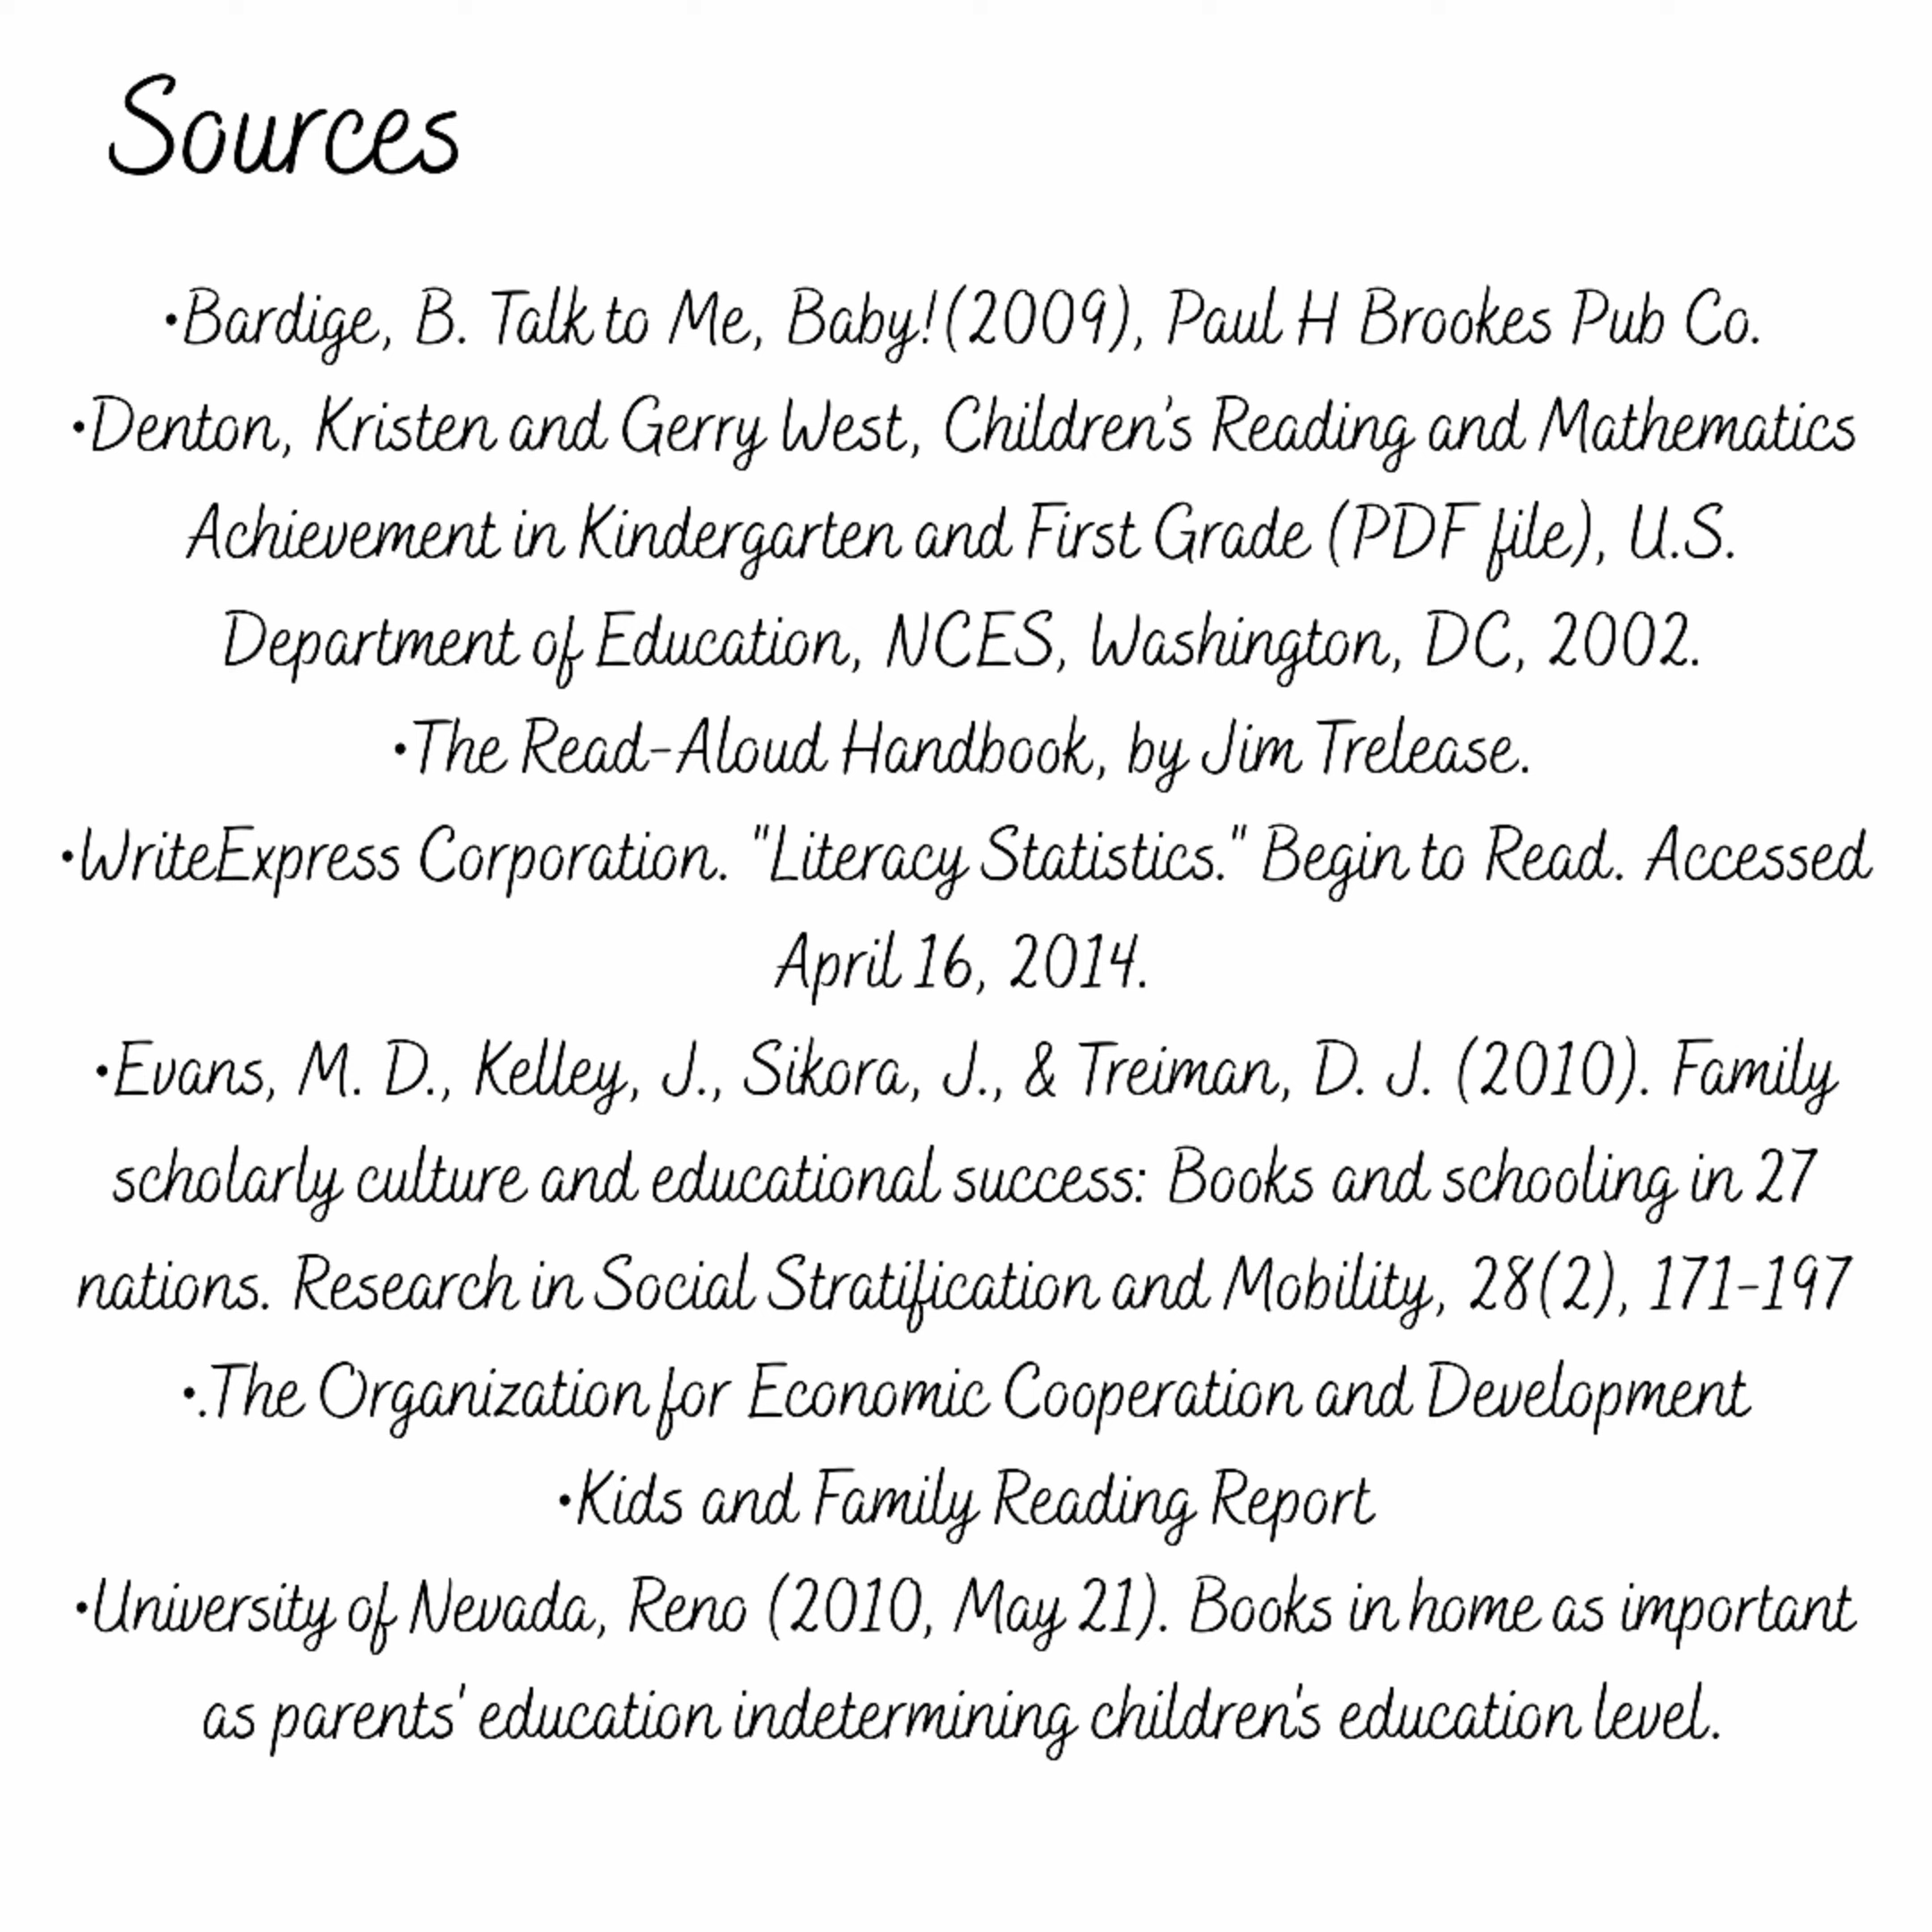 Sources
•Bardige, B. Talk to Me, Baby!(2009), Paul H Brookes Pub Co.
•Denton, Kristen and Gerry West, Children’s Reading and Mathematics
Achievement in Kindergarten and First Grade (PDF file), U.S.
Department of Education, NCES, Washington, DC, 2002.
•The Read-Aloud Handbook, by Jim Trelease.
•WriteExpress Corporation. "Literacy Statistics." Begin to Read. Accessed
April 16, 2014.
•Evans, M. D., Kelley, J., Sikora, J., & Treiman, D. J. (2010). Family
scholarly culture and educational success: Books and schooling in 27
nations. Research in Social Stratification and Mobility, 28(2), 171-197
•.The Organization for Economic Cooperation and Development
•Kids and Family Reading Report
•University of Nevada, Reno (2010, May 21). Books in home as important
as parents' education indetermining children's education level.